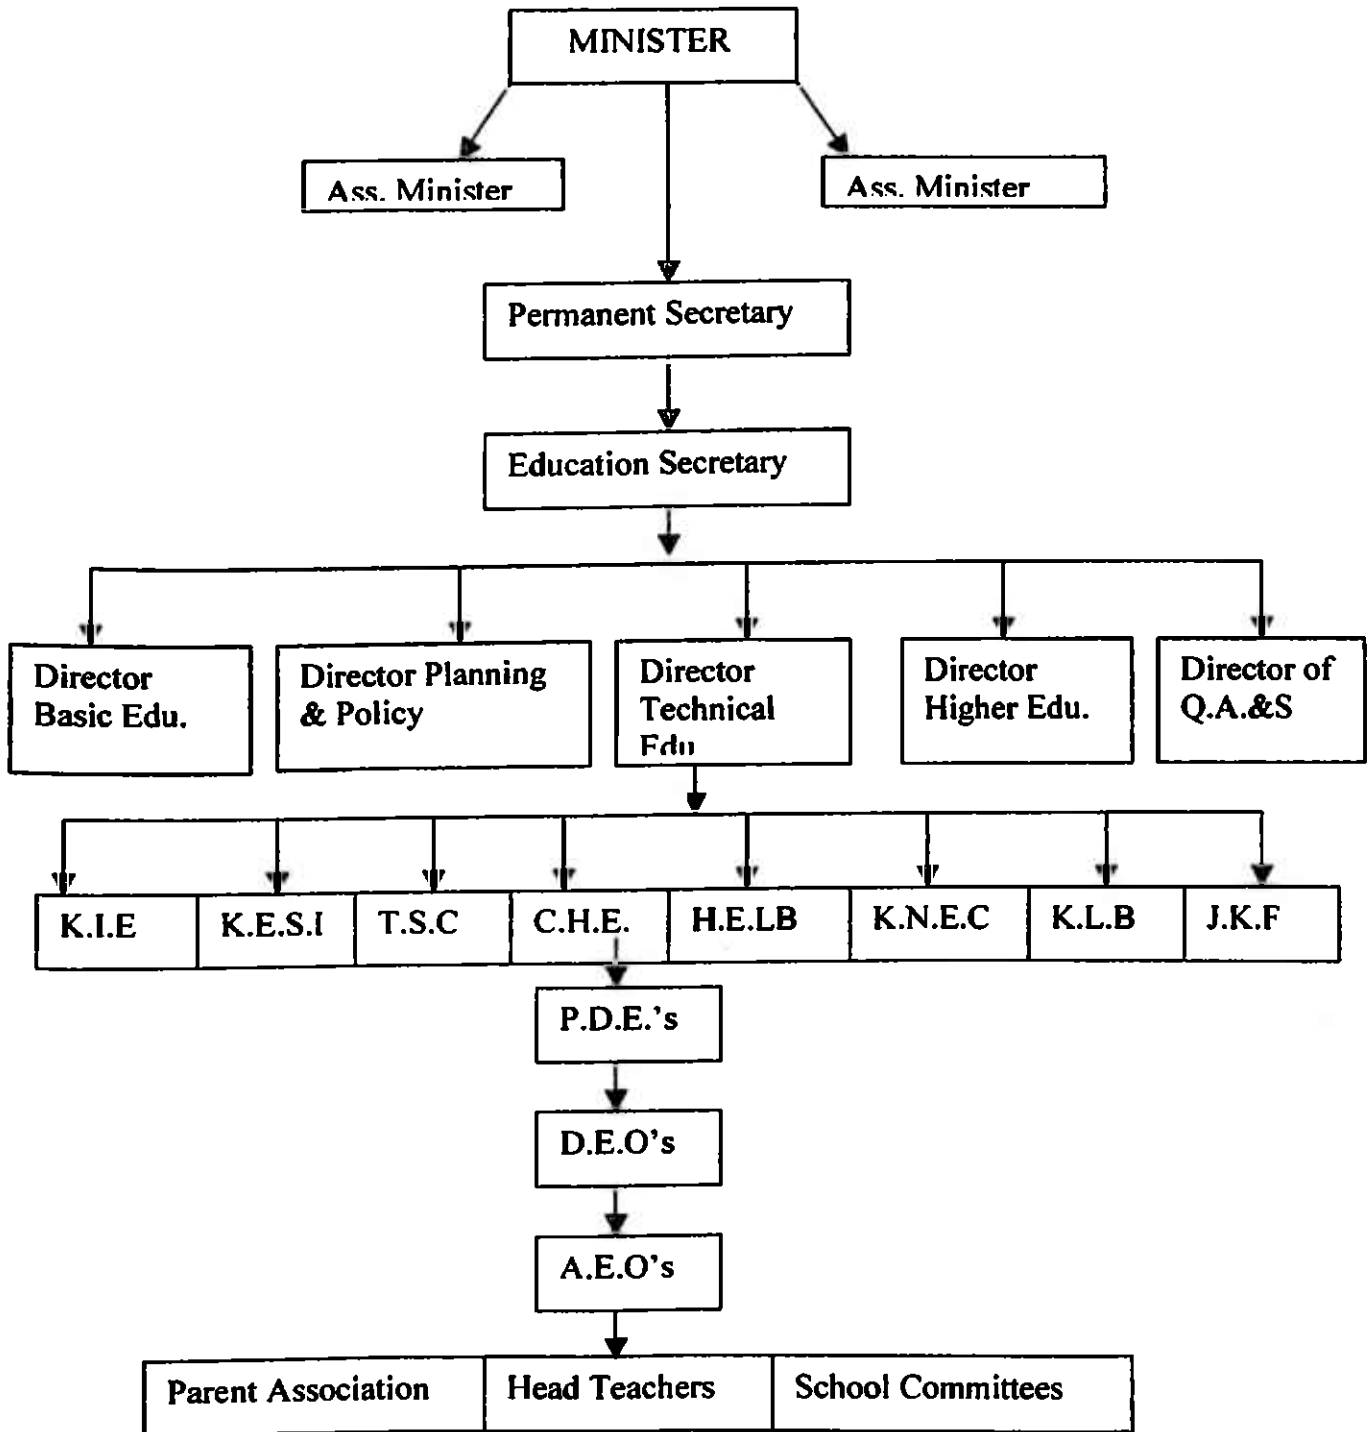 MINISTER
Ass. Minister
Ass. Minister
Permanent Secretary
Education Secretary
Director
Basic Edu.
Director Planning
& Policy
Director
Technical
Edu
Director
Higher Edu.
Director of
Q.A.&S
K.I.E
K.E.S.I
T.S.C
C.H.E.
H.E.LB
K.N.E.C
K.L.B
J.K.F
P.D.E.'s
D.E.O's
A.E.O's
Parent Association
Head Teachers
School Committees